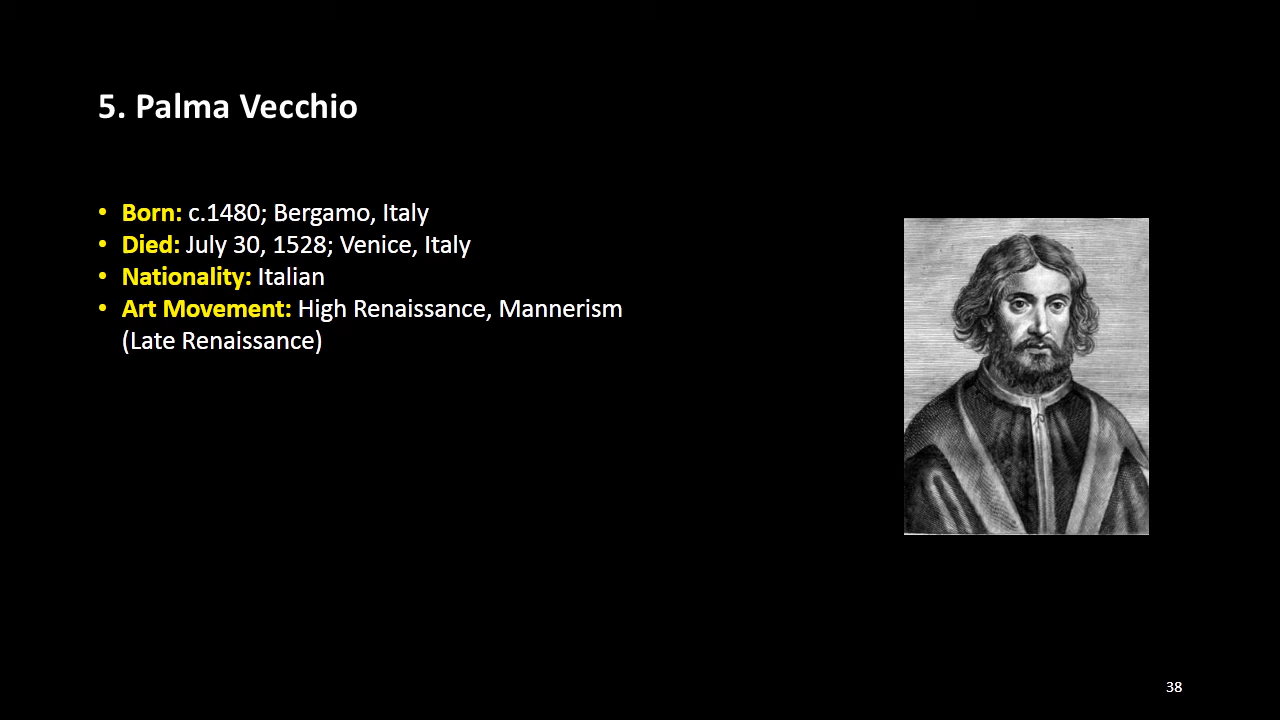 5. Palma Vecchio
• Born: c.1480; Bergamo, Italy
• Died: July 30, 1528; Venice, Italy
• Nationality: Italian
• Art Movement: High Renaissance, Mannerism
(Late Renaissance)
38